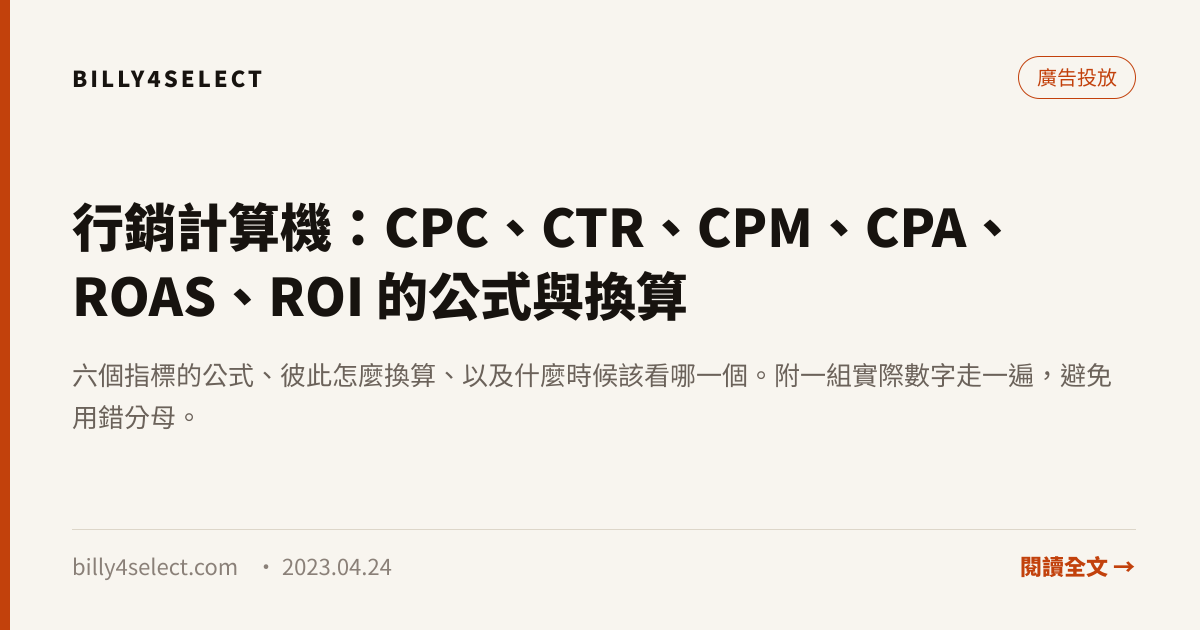 BILLY4SELECT
廣告投放
行銷計算機：CPC、CTR、CPM、CPA、
ROAS、ROI 的公式與換算
六個指標的公式、彼此怎麼換算、以及什麼時候該看哪一個。附一組實際數字走一遍，避免
用錯分母。
billy4select.com ・ 2023.04.24
閱讀全文 →